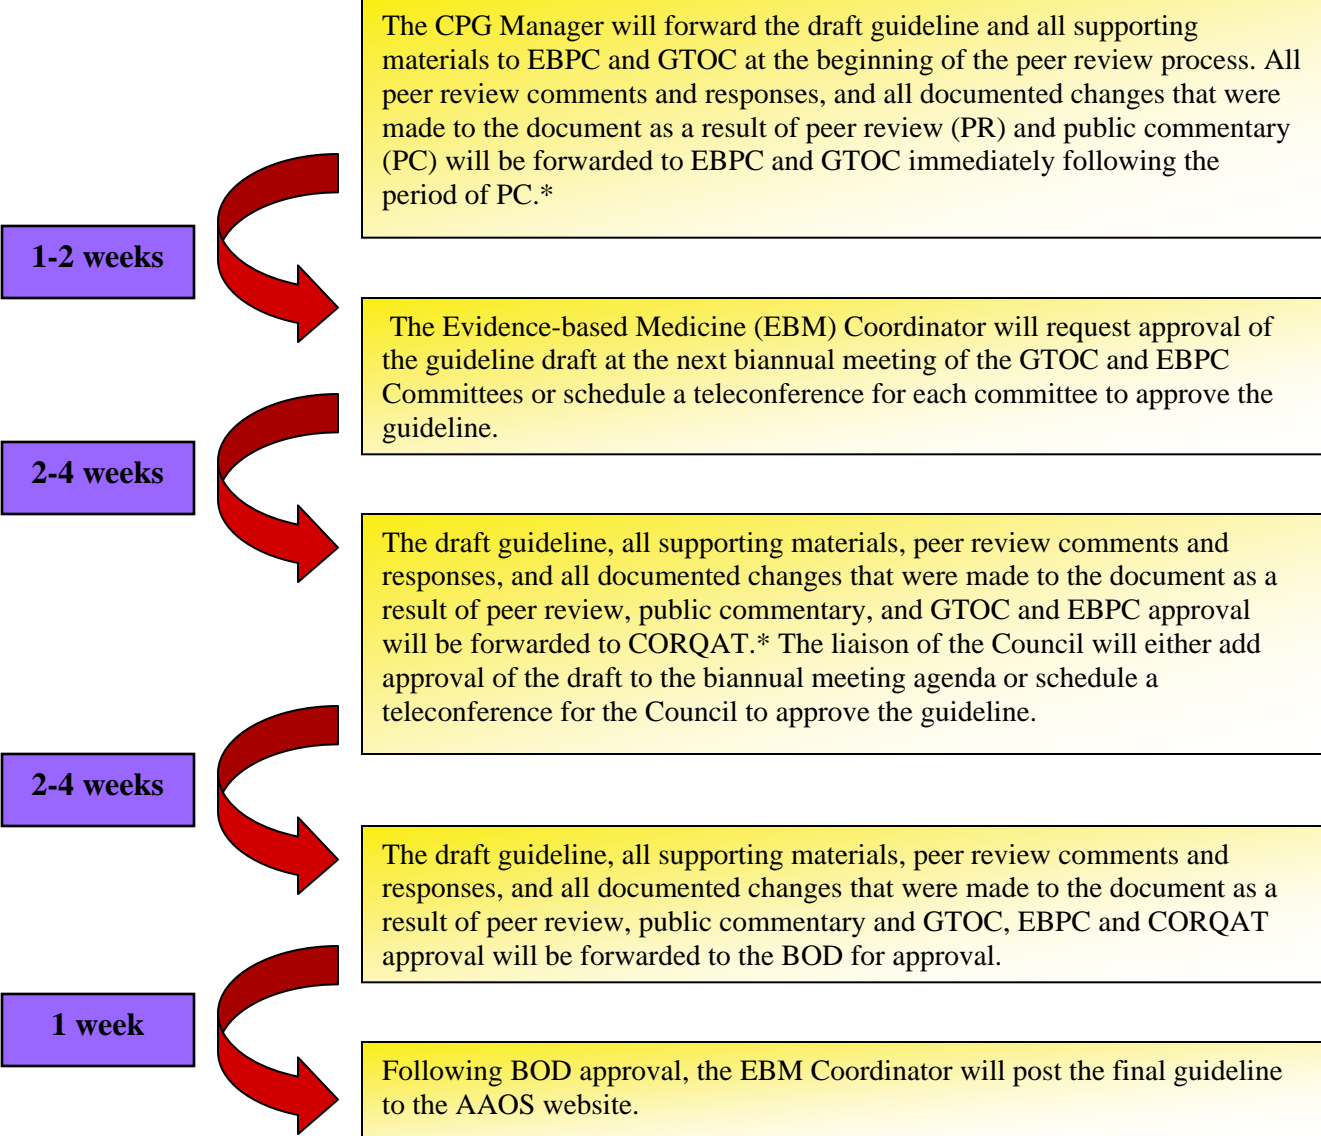 The CPG Manager will forward the draft guideline and all supporting
materials to EBPC and GTOC at the beginning of the peer review process. All
peer review comments and responses, and all documented changes that were
made to the document as a result of peer review (PR) and public commentary
(PC) will be forwarded to EBPC and GTOC immediately following the
period of PC.*
1-2 weeks
The Evidence-based Medicine (EBM) Coordinator will request approval of
the guideline draft at the next biannual meeting of the GTOC and EBPC
Committees or schedule a teleconference for each committee to approve the
guideline.
2-4 weeks
The draft guideline, all supporting materials, peer review comments and
responses, and all documented changes that were made to the document as a
result of peer review, public commentary, and GTOC and EBPC approval
will be forwarded to CORQAT.* The liaison of the Council will either add
approval of the draft to the biannual meeting agenda or schedule a
teleconference for the Council to approve the guideline.
2-4 weeks
The draft guideline, all supporting materials, peer review comments and
responses, and all documented changes that were made to the document as a
result of peer review, public commentary and GTOC, EBPC and CORQAT
approval will be forwarded to the BOD for approval.
1 week
Following BOD approval, the EBM Coordinator will post the final guideline
to the AAOS website.